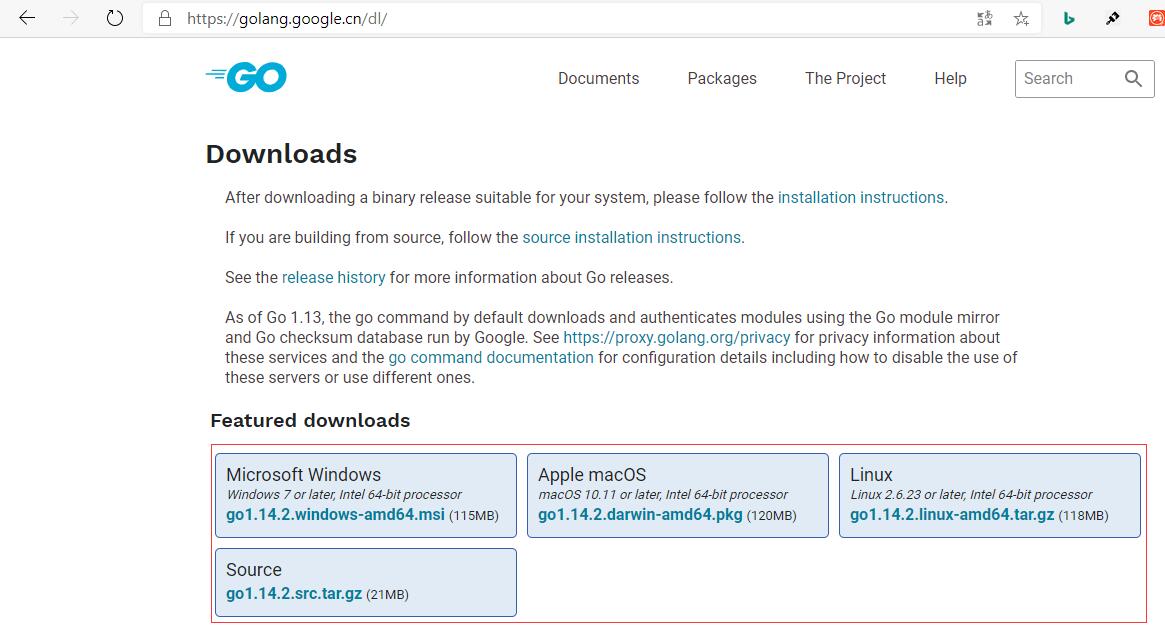 https://golang.google.cn/dl/
GO
Documents Packages The Project Help Search
Downloads
After downloading a binary release suitable for your system, please follow the installation instructions.
If you are building from source, follow the source installation instructions.
See the release history for more information about Go releases.
As of Go 1.13, the go command by default downloads and authenticates modules using the Go module mirror
and Go checksum database run by Google. See https://proxy.golang.org/privacy for privacy information about
these services and the go command documentation for configuration details including how to disable the use of
these servers or use different ones.
Featured downloads
Microsoft Windows
Windows 7 or later, Intel 64-bit processor
go1.14.2.windows-amd64.msi (115MB)
Apple macOS
macOS 10.11 or later, Intel 64-bit processor
go1.14.2.darwin-amd64.pkg (120MB)
Linux
Linux 2.6.23 or later, Intel 64-bit processor
go1.14.2.linux-amd64.tar.gz (118MB)
Source
go1.14.2.src.tar.gz (21MB)